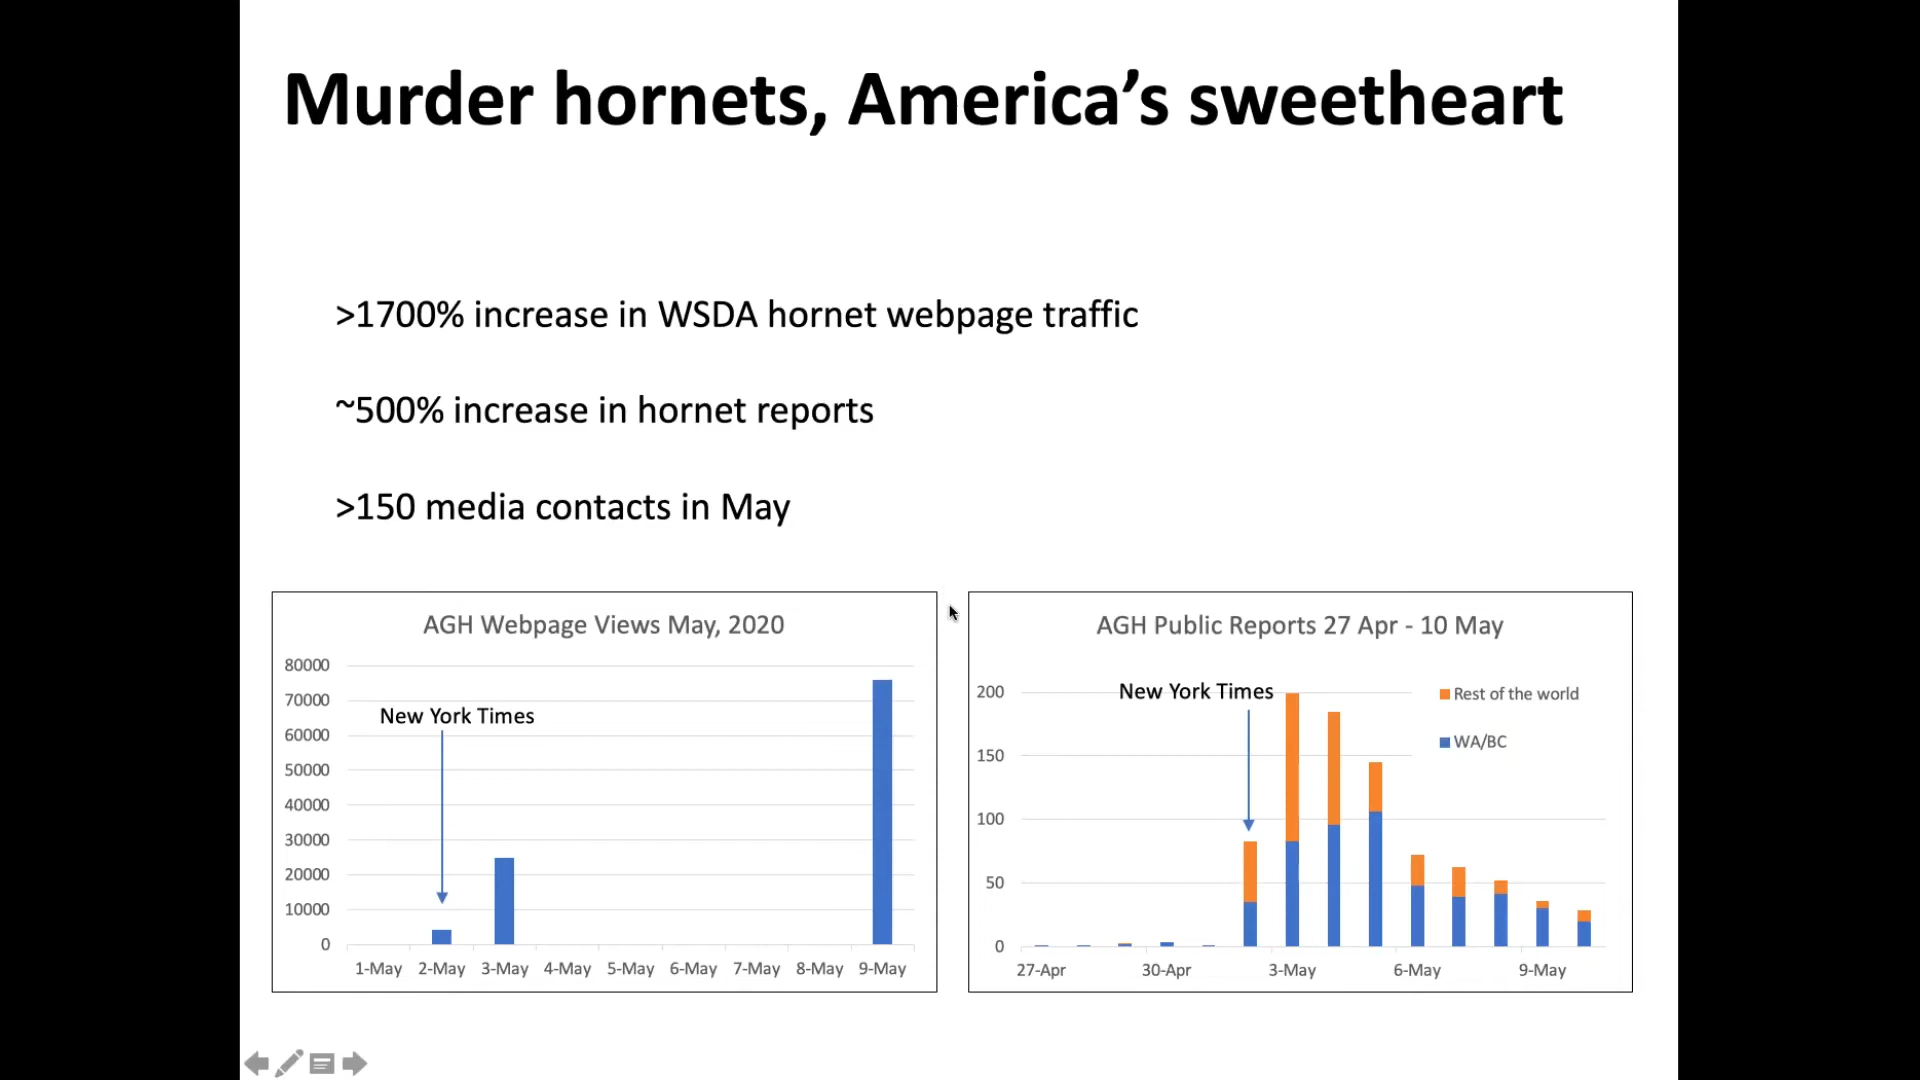 Murder hornets, America’s sweetheart
>1700% increase in WSDA hornet webpage traffic
~500% increase in hornet reports
>150 media contacts in May
AGH Webpage Views May, 2020
80000
70000
60000
50000
40000
30000
20000
10000
0
New York Times
1-May 2-May 3-May 4-May 5-May 6-May 7-May 8-May 9-May
AGH Public Reports 27 Apr - 10 May
200
150
100
50
0
New York Times
Rest of the world
WA/BC
27-Apr 30-Apr 3-May 6-May 9-May